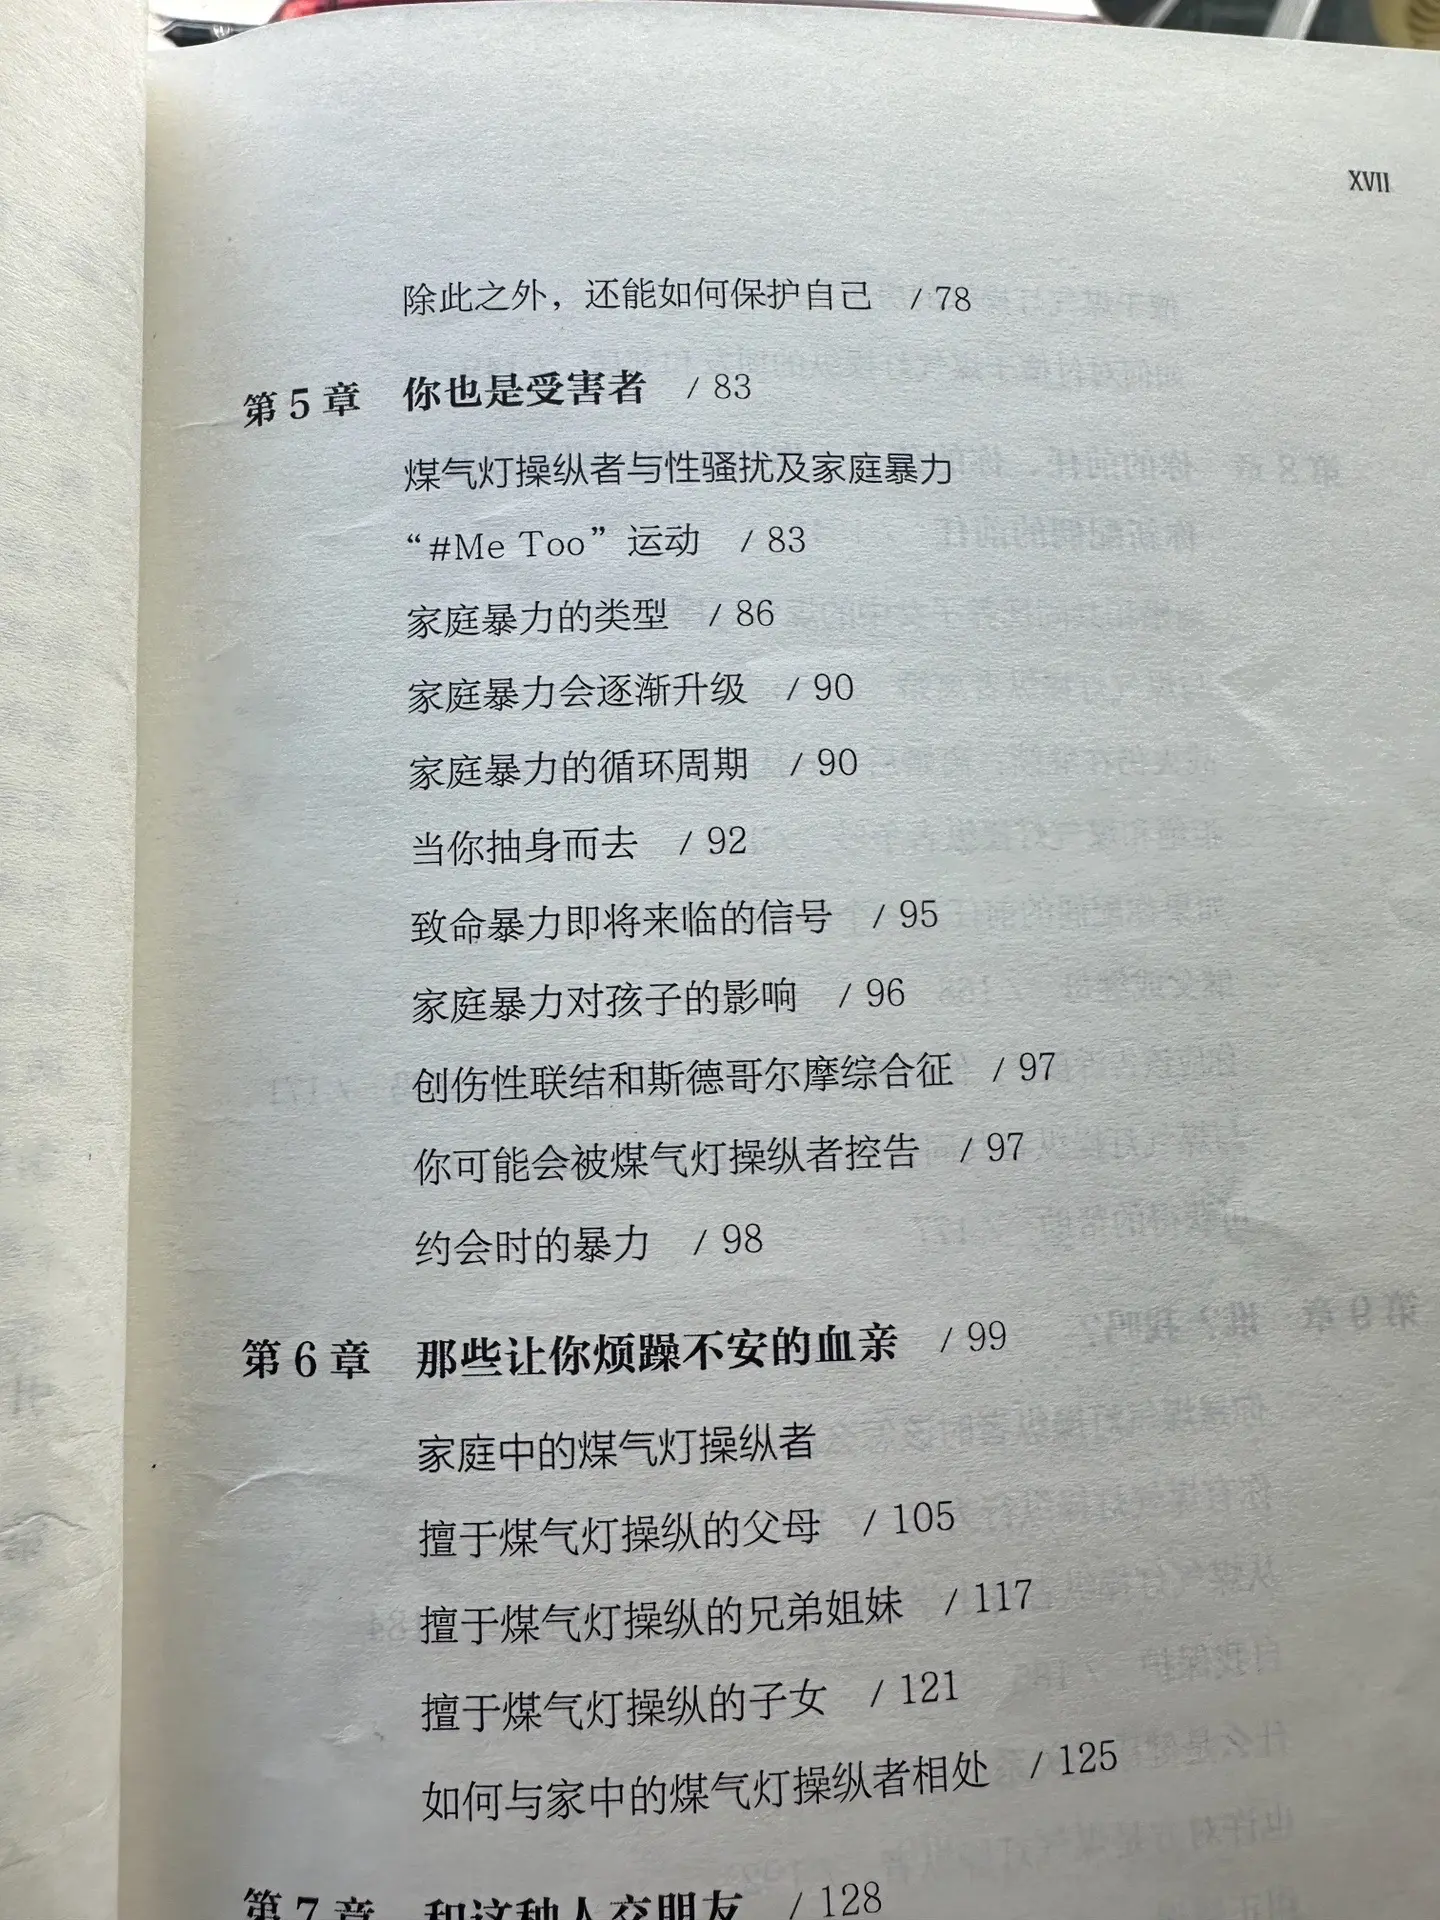 XVII
除此之外，还能如何保护自己 / 78
第 5 章 你也是受害者 / 83
煤气灯操纵者与性骚扰及家庭暴力
“#Me Too” 运动 / 83
家庭暴力的类型 / 86
家庭暴力会逐渐升级 / 90
家庭暴力的循环周期 / 90
当你抽身而去 / 92
致命暴力即将来临的信号 / 95
家庭暴力对孩子的影响 / 96
创伤性联结和斯德哥尔摩综合征 / 97
你可能会被煤气灯操纵者控告 / 97
约会时的暴力 / 98
第 6 章 那些让你烦躁不安的血亲 / 99
家庭中的煤气灯操纵者
擅于煤气灯操纵的父母 / 105
擅于煤气灯操纵的兄弟姐妹 / 117
擅于煤气灯操纵的子女 / 121
如何与家中的煤气灯操纵者相处 / 125
第 7 章 和这种人交朋友 / 128